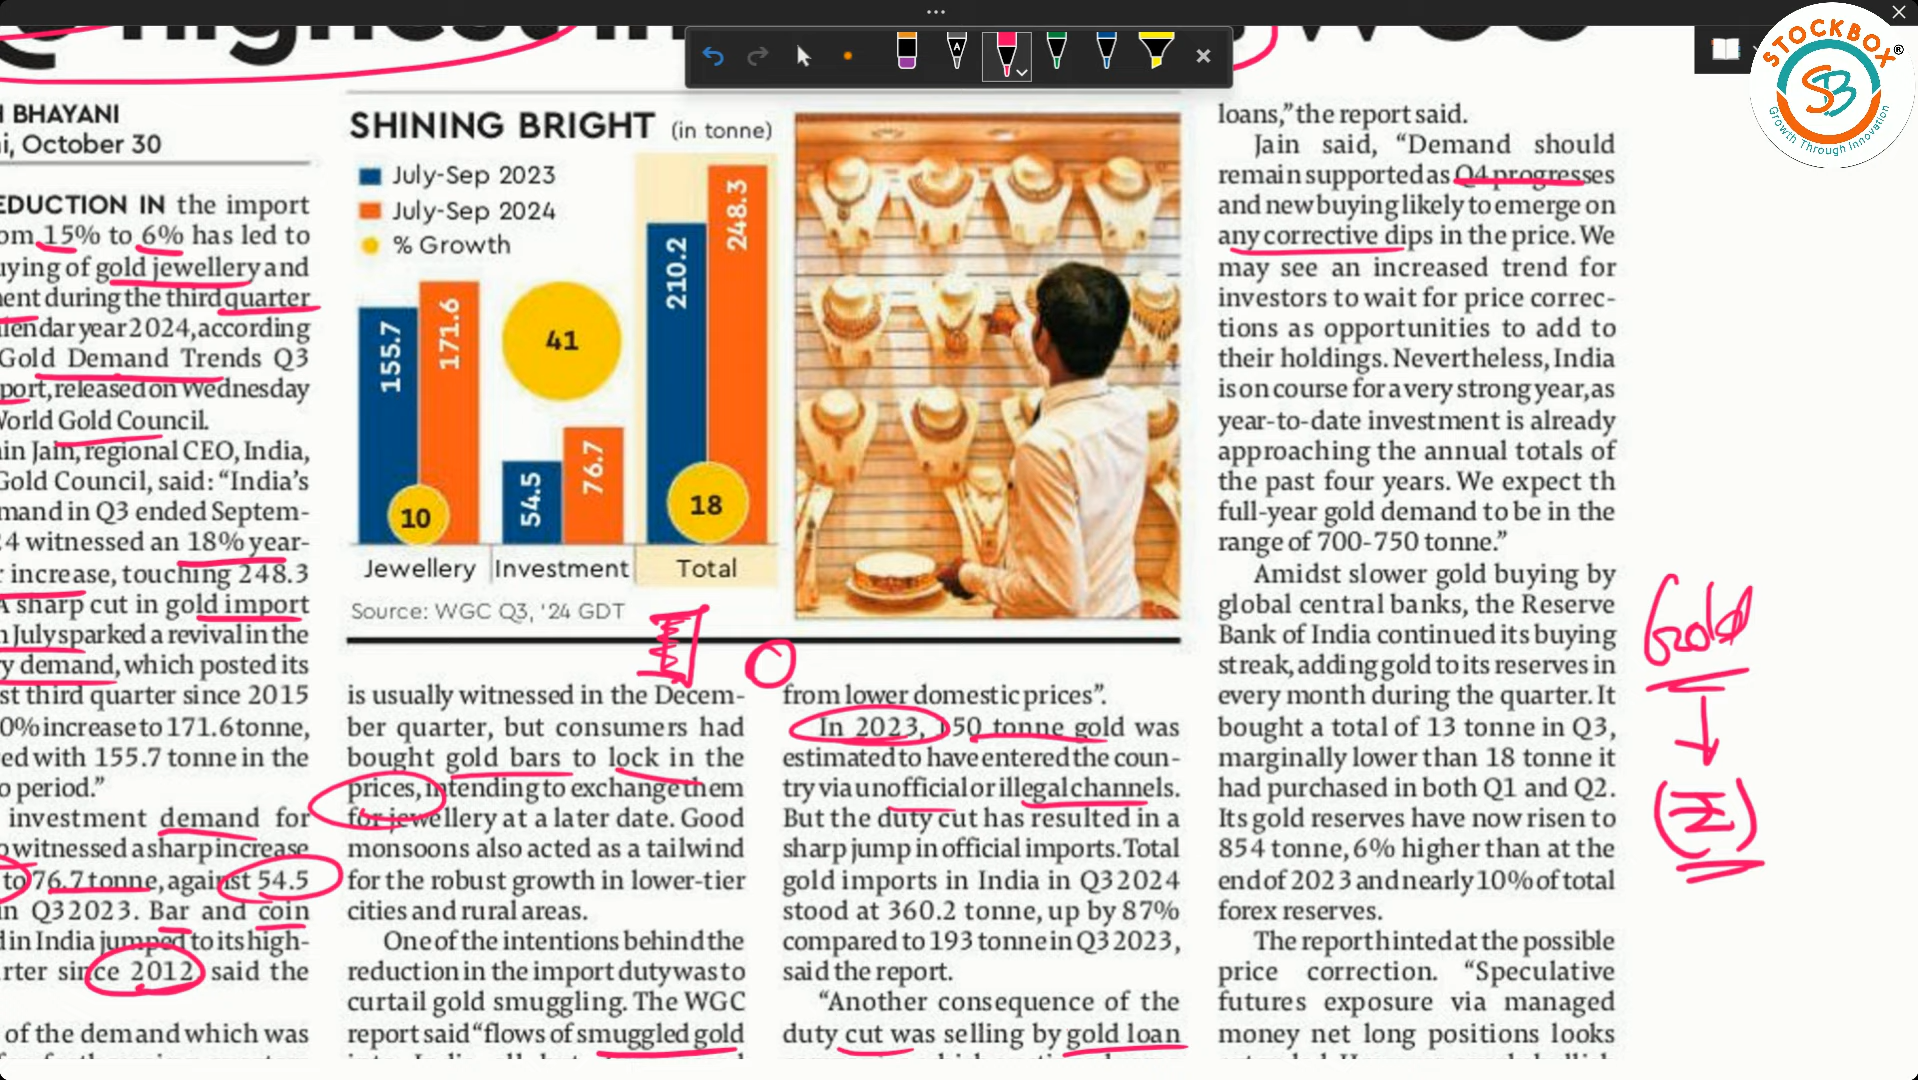 STOCKBOX®
SB
Growth Through Innovation
I BHAYANI
i, October 30
EDUCTION IN the import
om 15% to 6% has led to
uying of gold jewellery and
ent during the third quarter
lendar year 2024, according
Gold Demand Trends Q3
port, released on Wednesday
World Gold Council.
in Jain, regional CEO, India,
Gold Council, said: “India’s
mand in Q3 ended Septem-
24 witnessed an 18% year-
r increase, touching 248.3
A sharp cut in gold import
n July sparked a revival in the
y demand, which posted its
st third quarter since 2015
0% increase to 171.6 tonne,
ed with 155.7 tonne in the
o period.”
investment demand for
o witnessed a sharp increase
to 76.7 tonne, against 54.5
in Q3 2023. Bar and coin
d in India jumped to its high-
rter since 2012, said the
of the demand which was
SHINING BRIGHT (in tonne)
July-Sep 2023
July-Sep 2024
% Growth
155.7
171.6
10
41
54.5
76.7
210.2
248.3
18
Jewellery
Investment
Total
Source: WGC Q3, '24 GDT
is usually witnessed in the Decem-
ber quarter, but consumers had
bought gold bars to lock in the
prices, intending to exchange them
for jewellery at a later date. Good
monsoons also acted as a tailwind
for the robust growth in lower-tier
cities and rural areas.
One of the intentions behind the
reduction in the import duty was to
curtail gold smuggling. The WGC
report said “flows of smuggled gold
from lower domestic prices”.
In 2023, 150 tonne gold was
estimated to have entered the coun-
try via unofficial or illegal channels.
But the duty cut has resulted in a
sharp jump in official imports. Total
gold imports in India in Q3 2024
stood at 360.2 tonne, up by 87%
compared to 193 tonne in Q3 2023,
said the report.
“Another consequence of the
duty cut was selling by gold loan
loans,” the report said.
Jain said, “Demand should
remain supported as Q4 progresses
and new buying likely to emerge on
any corrective dips in the price. We
may see an increased trend for
investors to wait for price correc-
tions as opportunities to add to
their holdings. Nevertheless, India
is on course for a very strong year, as
year-to-date investment is already
approaching the annual totals of
the past four years. We expect th
full-year gold demand to be in the
range of 700-750 tonne.”
Amidst slower gold buying by
global central banks, the Reserve
Bank of India continued its buying
streak, adding gold to its reserves in
every month during the quarter. It
bought a total of 13 tonne in Q3,
marginally lower than 18 tonne it
had purchased in both Q1 and Q2.
Its gold reserves have now risen to
854 tonne, 6% higher than at the
end of 2023 and nearly 10% of total
forex reserves.
The report hinted at the possible
price correction. “Speculative
futures exposure via managed
money net long positions looks
Gold